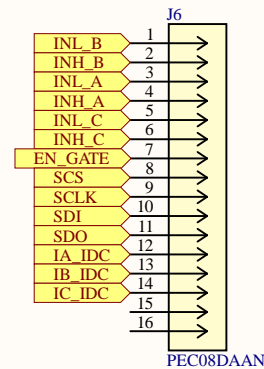 J6
INL_B 1
INH_B 2
INL_A 3
INH_A 4
INL_C 5
INH_C 6
EN_GATE 7
SCS 8
SCLK 9
SDI 10
SDO 11
IA_IDC 12
IB_IDC 13
IC_IDC 14
15
16
PEC08DAAN